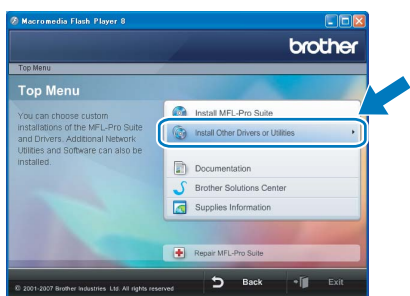 Macromedia Flash Player 8
brother
Top Menu
Top Menu
You can choose custom
installations of the MFL-Pro Suite
and Drivers. Additional Network
Utilities and Software can also be
installed.
Install MFL-Pro Suite
Install Other Drivers or Utilities
Documentation
Brother Solutions Center
Supplies Information
Repair MFL-Pro Suite
© 2001-2007 Brother Industries Ltd. All rights reserved
Back
Exit